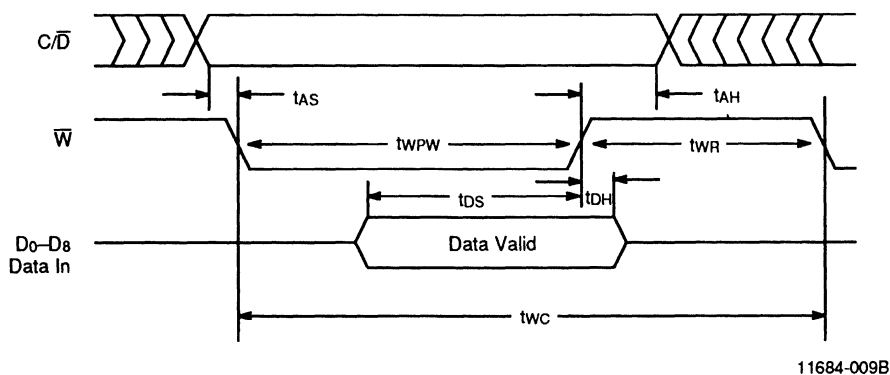 C/D̅
tAS
tAH
W̅
tWPW
tWR
tDS
tDH
D0–D8
Data In
Data Valid
tWC
11684-009B